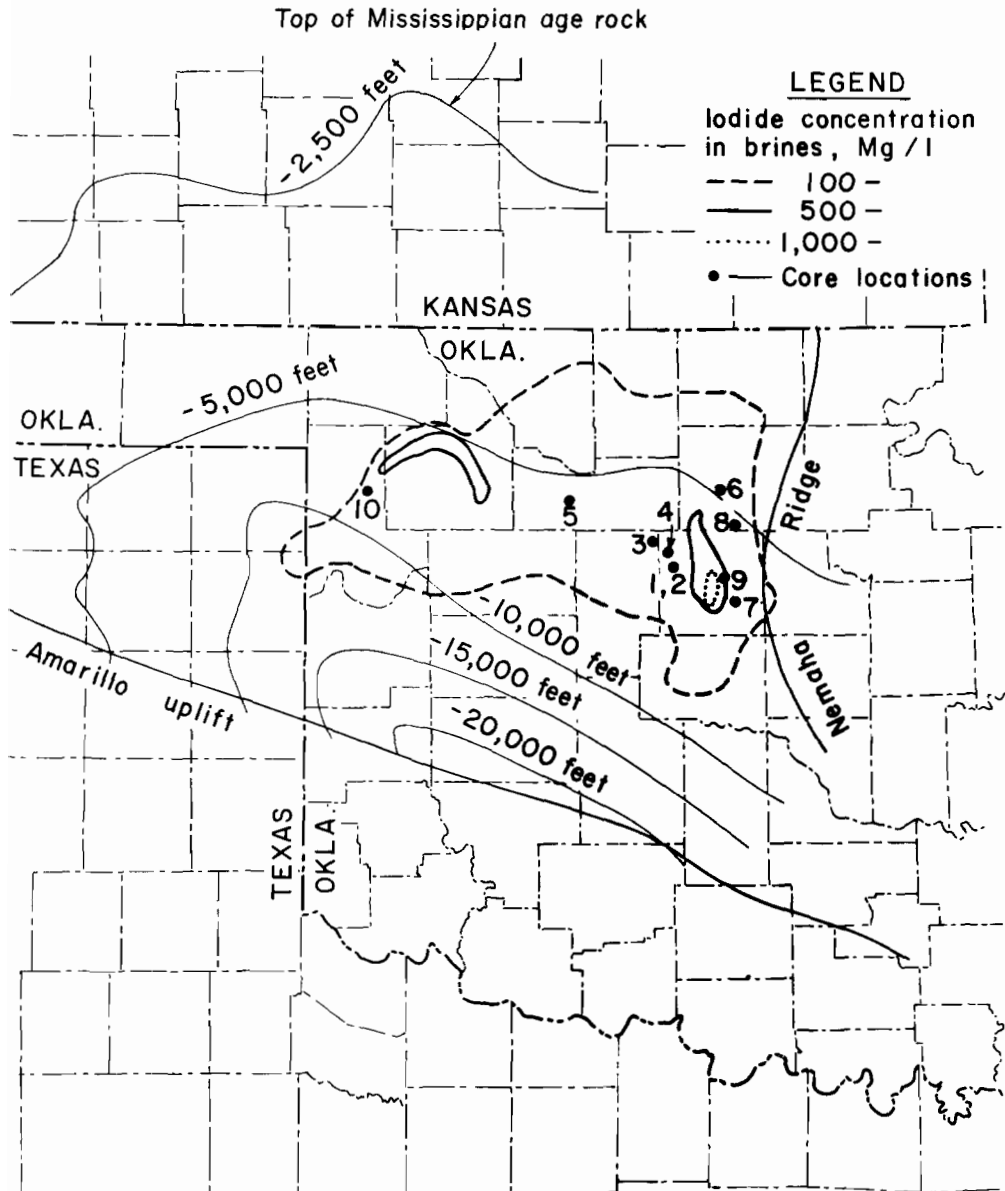 Top of Mississippian age rock
LEGEND
Iodide concentration
in brines, Mg/l
100 -
500 -
1,000 -
Core locations
-2,500 feet
KANSAS
OKLA.
-5,000 feet
OKLA.
TEXAS
10
5
6
Ridge
8
4
3
1,2
9
7
-10,000 feet
-15,000 feet
-20,000 feet
Nemaha
Amarillo
uplift
TEXAS
OKLA.